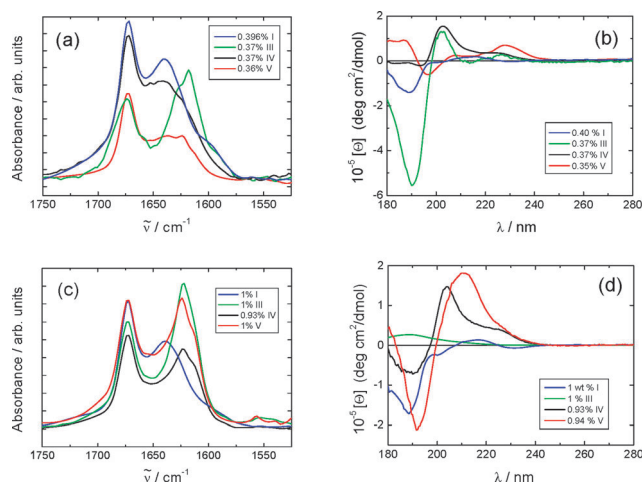 (a)
0.396% I
0.37% III
0.37% IV
0.36% V
Absorbance / arb. units
1750 1700 1650 1600 1550
ν̃ / cm⁻¹
(b)
0.40 % I
0.37% III
0.37% IV
0.35% V
10⁻⁵ [Θ] (deg cm²/dmol)
2
0
-2
-4
-6
180 200 220 240 260 280
λ / nm
(c)
1% I
1% III
0.93% IV
1% V
Absorbance / arb. units
1750 1700 1650 1600 1550
ν̃ / cm⁻¹
(d)
1 wt % I
1 % III
0.93% IV
0.94 % V
10⁻⁵ [Θ] (deg cm²/dmol)
2
1
0
-1
-2
180 200 220 240 260 280
λ / nm